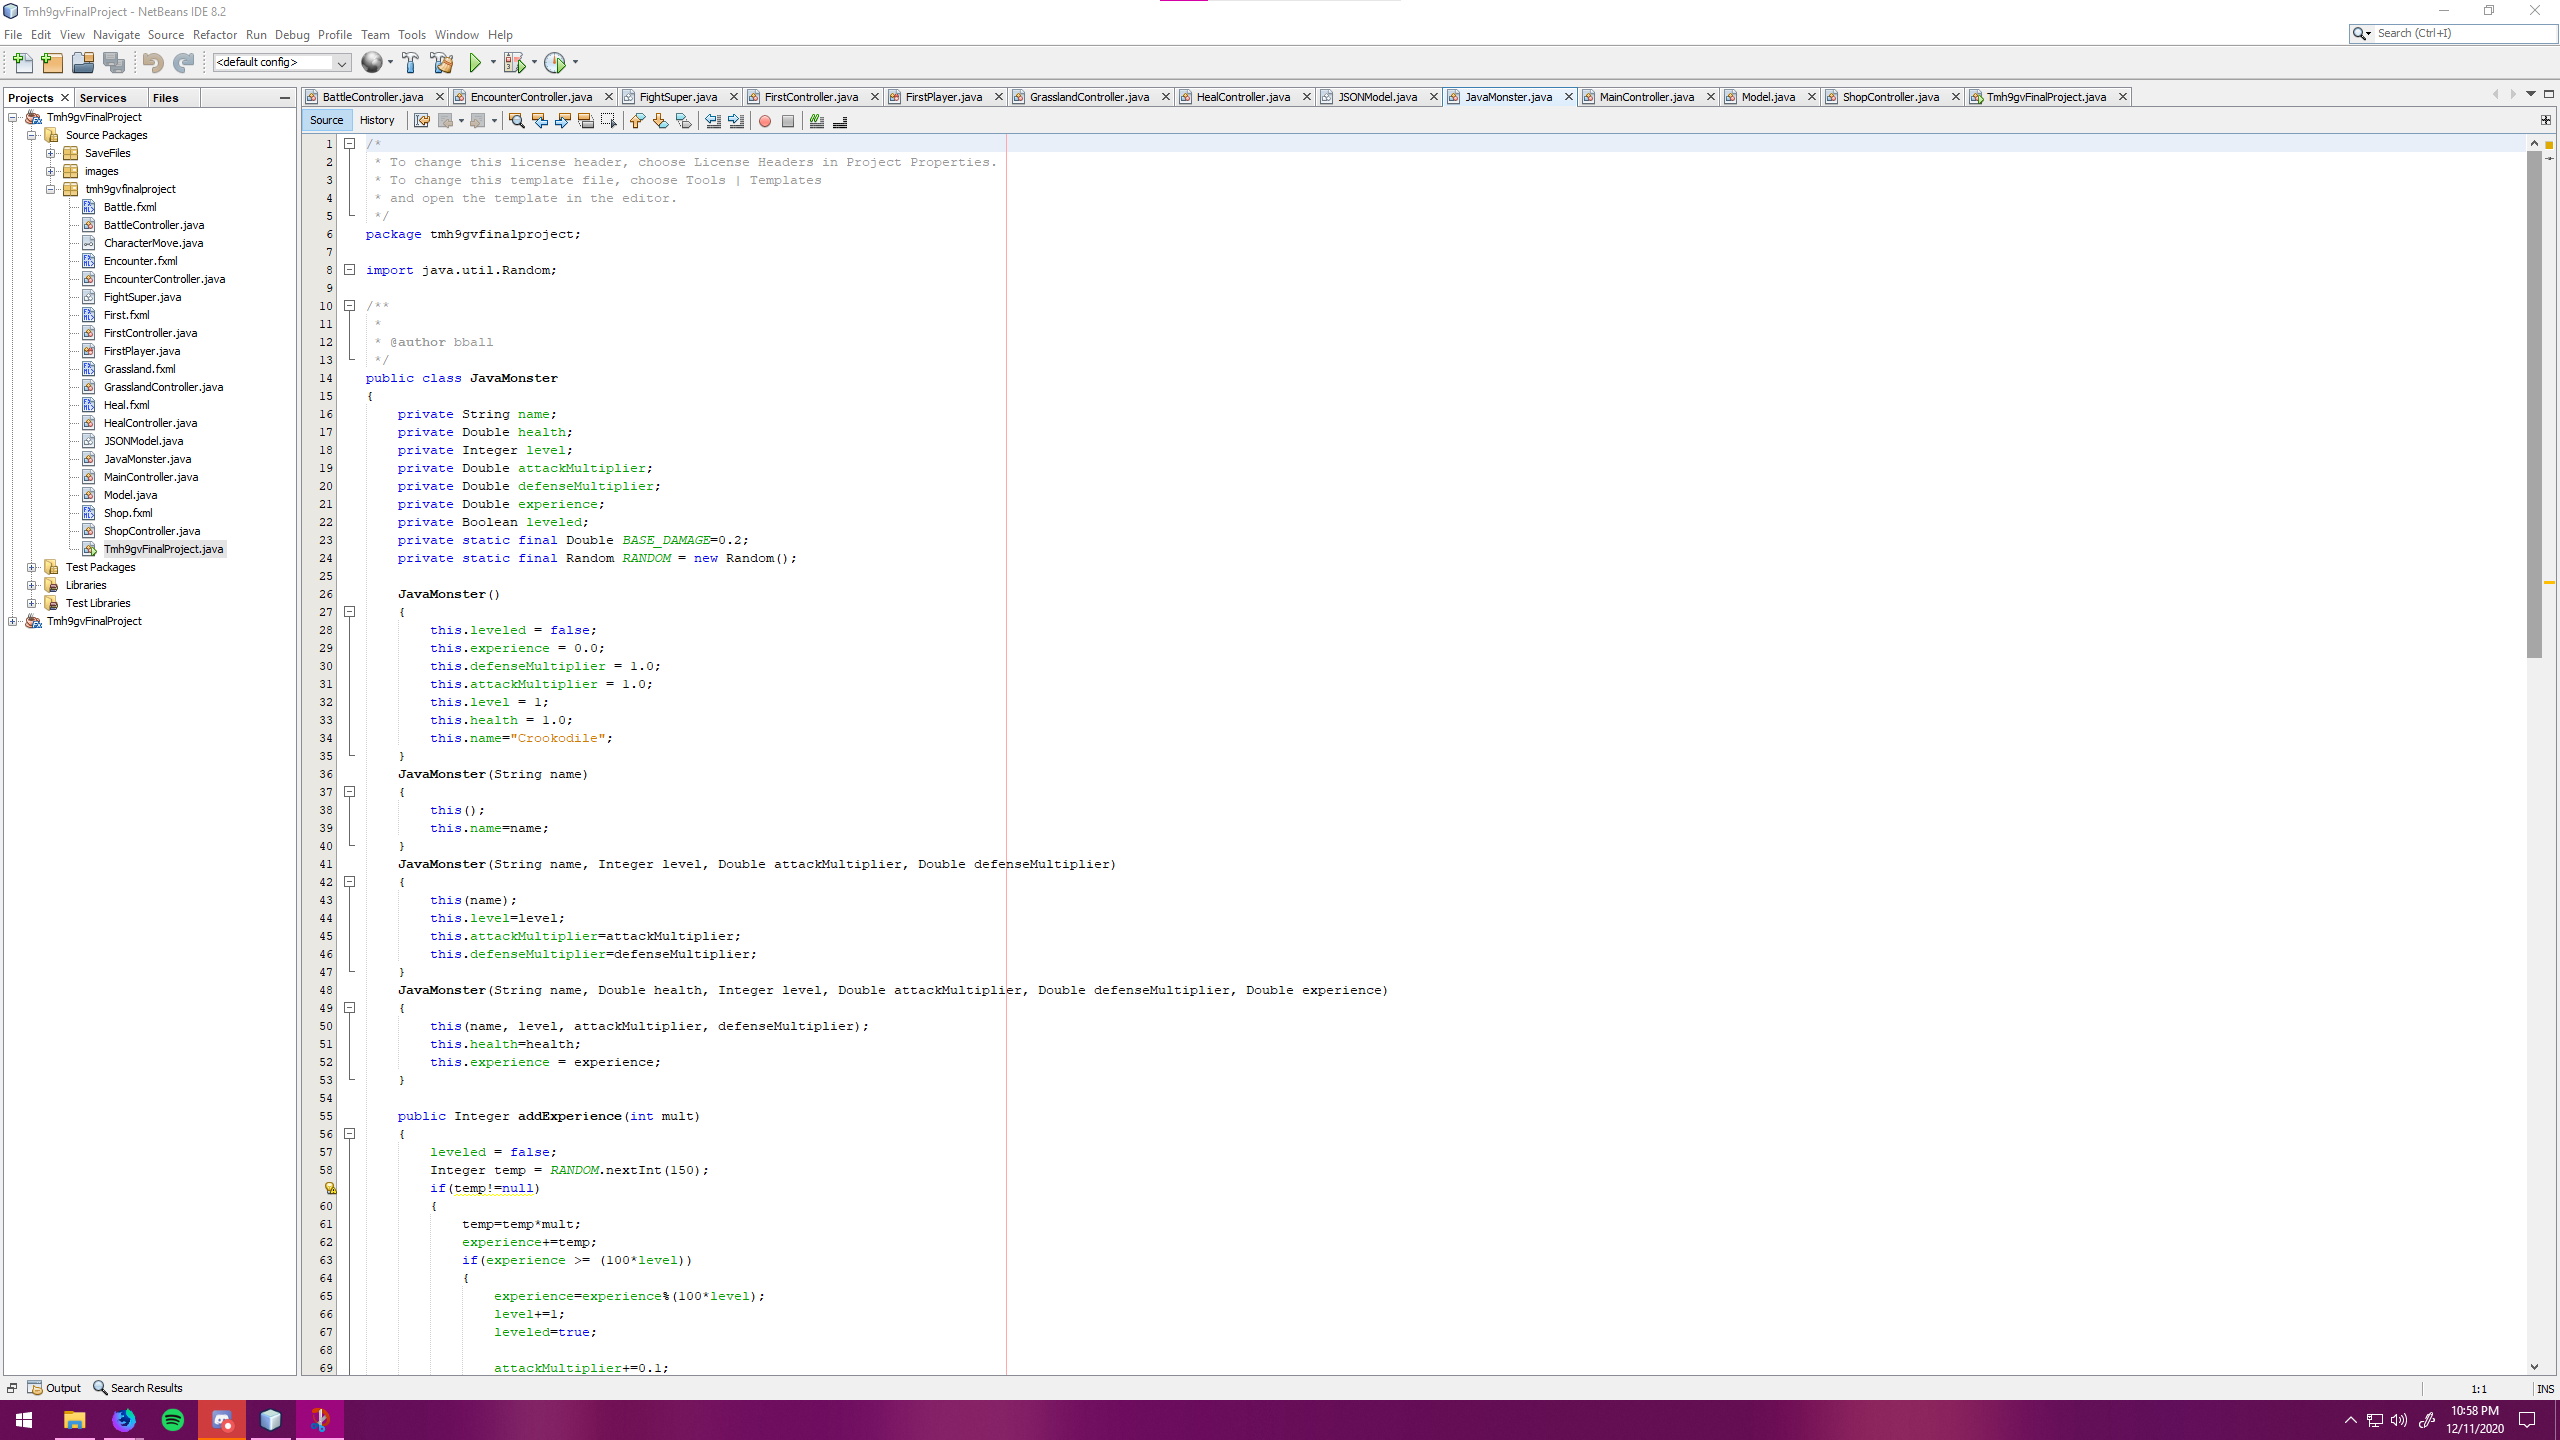 Tmh9gvFinalProject - NetBeans IDE 8.2
File Edit View Navigate Source Refactor Run Debug Profile Team Tools Window Help
Search (Ctrl+I)
<default config>
Projects Services Files
Tmh9gvFinalProject
Source Packages
SaveFiles
images
tmh9gvfinalproject
Battle.fxml
BattleController.java
CharacterMove.java
Encounter.fxml
EncounterController.java
FightSuper.java
First.fxml
FirstController.java
FirstPlayer.java
Grassland.fxml
GrasslandController.java
Heal.fxml
HealController.java
JSONModel.java
JavaMonster.java
MainController.java
Model.java
Shop.fxml
ShopController.java
Tmh9gvFinalProject.java
Test Packages
Libraries
Test Libraries
Tmh9gvFinalProject
BattleController.java EncounterController.java FightSuper.java FirstController.java FirstPlayer.java GrasslandController.java HealController.java JSONModel.java JavaMonster.java MainController.java Model.java ShopController.java Tmh9gvFinalProject.java
Source History
1 /*
2 * To change this license header, choose License Headers in Project Properties.
3 * To change this template file, choose Tools | Templates
4 * and open the template in the editor.
5 */
6 package tmh9gvfinalproject;
7
8 import java.util.Random;
9
10 /**
11 *
12 * @author bball
13 */
14 public class JavaMonster
15 {
16 private String name;
17 private Double health;
18 private Integer level;
19 private Double attackMultiplier;
20 private Double defenseMultiplier;
21 private Double experience;
22 private Boolean leveled;
23 private static final Double BASE_DAMAGE=0.2;
24 private static final Random RANDOM = new Random();
25
26 JavaMonster()
27 {
28 this.leveled = false;
29 this.experience = 0.0;
30 this.defenseMultiplier = 1.0;
31 this.attackMultiplier = 1.0;
32 this.level = 1;
33 this.health = 1.0;
34 this.name="Crookodile";
35 }
36 JavaMonster(String name)
37 {
38 this();
39 this.name=name;
40 }
41 JavaMonster(String name, Integer level, Double attackMultiplier, Double defenseMultiplier)
42 {
43 this(name);
44 this.level=level;
45 this.attackMultiplier=attackMultiplier;
46 this.defenseMultiplier=defenseMultiplier;
47 }
48 JavaMonster(String name, Double health, Integer level, Double attackMultiplier, Double defenseMultiplier, Double experience)
49 {
50 this(name, level, attackMultiplier, defenseMultiplier);
51 this.health=health;
52 this.experience = experience;
53 }
54
55 public Integer addExperience(int mult)
56 {
57 leveled = false;
58 Integer temp = RANDOM.nextInt(150);
if(temp!=null)
60 {
61 temp=temp*mult;
62 experience+=temp;
63 if(experience >= (100*level))
64 {
65 experience=experience%(100*level);
66 level+=1;
67 leveled=true;
68
69 attackMultiplier+=0.1;
Output Search Results
1:1 INS
10:58 PM
12/11/2020